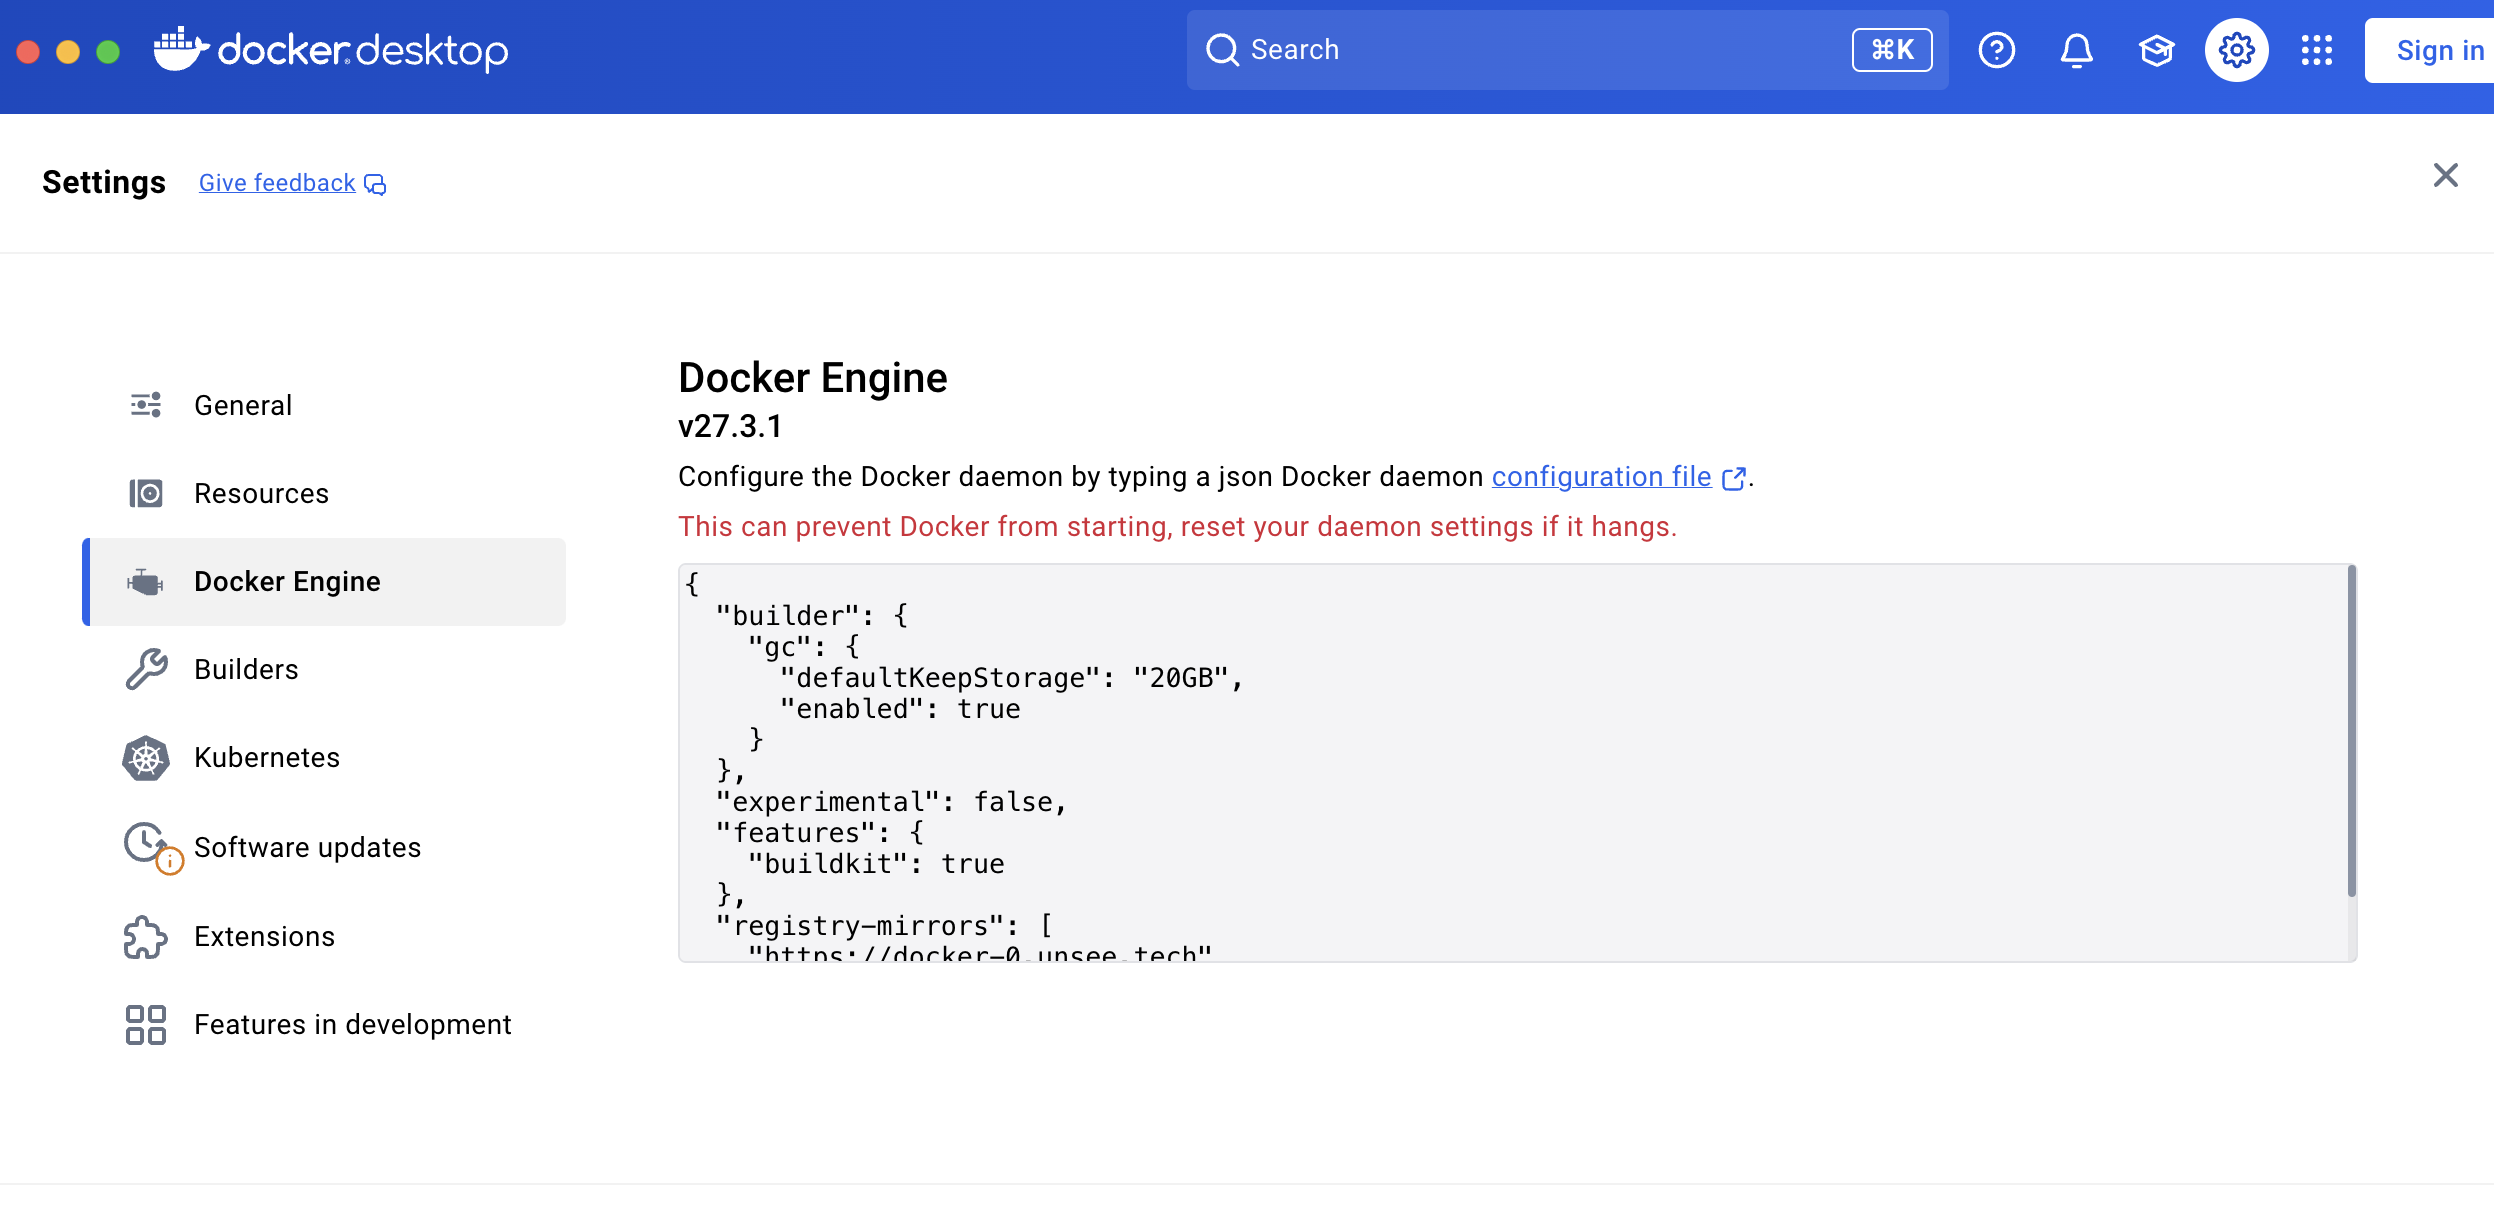 docker desktop
Search
⌘K
Sign in
Settings
Give feedback
General
Resources
Docker Engine
Builders
Kubernetes
Software updates
Extensions
Features in development
Docker Engine
v27.3.1
Configure the Docker daemon by typing a json Docker daemon configuration file.
This can prevent Docker from starting, reset your daemon settings if it hangs.
{
  "builder": {
    "gc": {
      "defaultKeepStorage": "20GB",
      "enabled": true
    }
  },
  "experimental": false,
  "features": {
    "buildkit": true
  },
  "registry-mirrors": [
    "https://docker-0.unsee.tech"